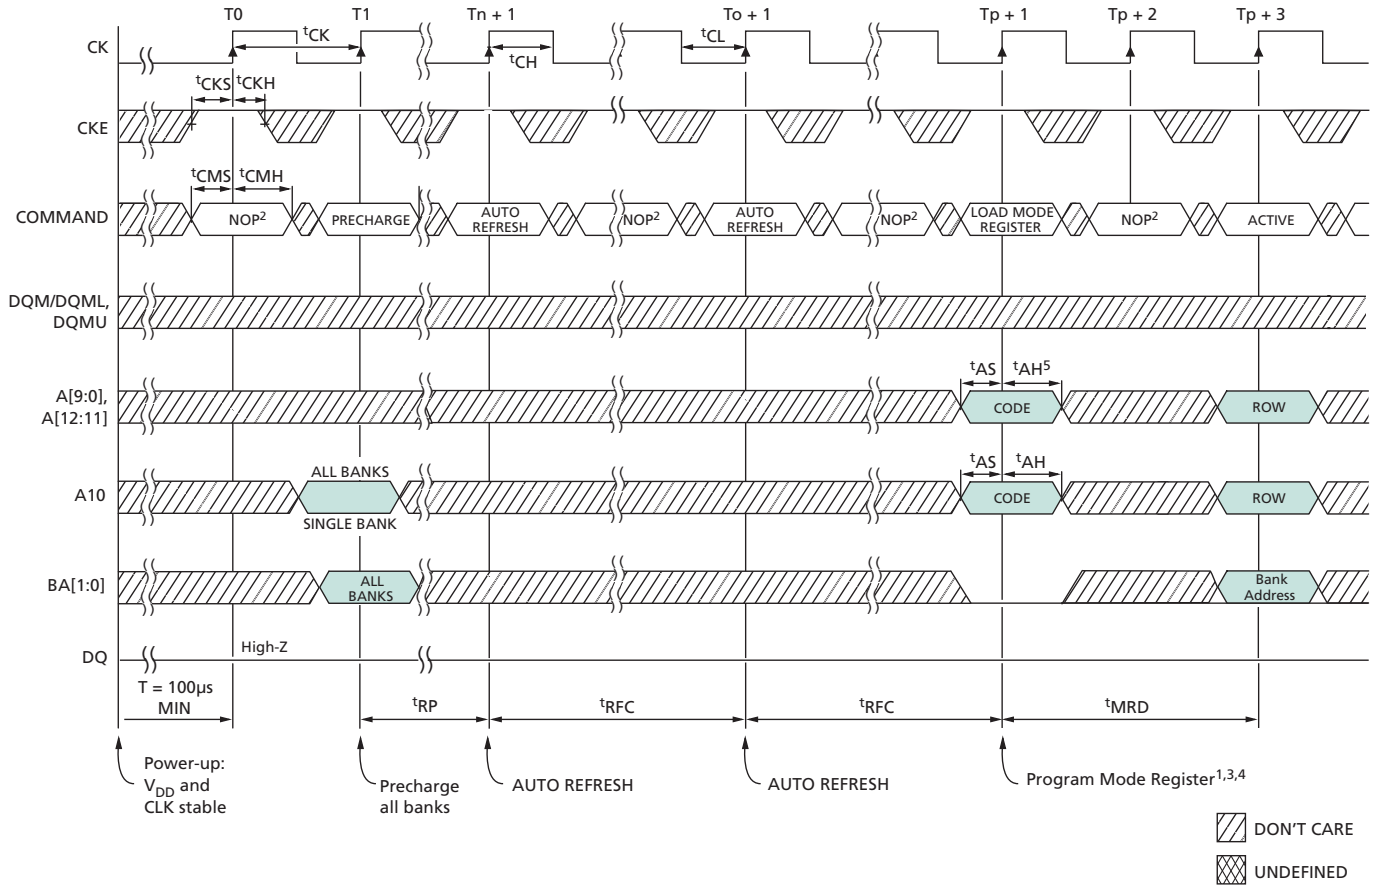 T0 T1 Tn + 1 To + 1 Tp + 1 Tp + 2 Tp + 3
CK
tCK
tCH
tCL
tCKS tCKH
CKE
tCMS tCMH
COMMAND
NOP2
PRECHARGE
AUTO REFRESH
NOP2
AUTO REFRESH
NOP2
LOAD MODE REGISTER
NOP2
ACTIVE
DQM/DQML,
DQMU
A[9:0],
A[12:11]
tAS tAH5
CODE
ROW
A10
ALL BANKS
SINGLE BANK
tAS tAH
CODE
ROW
BA[1:0]
ALL
BANKS
Bank
Address
DQ
High-Z
T = 100µs
MIN
tRP
tRFC
tRFC
tMRD
Power-up:
VDD and
CLK stable
Precharge
all banks
AUTO REFRESH
AUTO REFRESH
Program Mode Register1,3,4
DON'T CARE
UNDEFINED